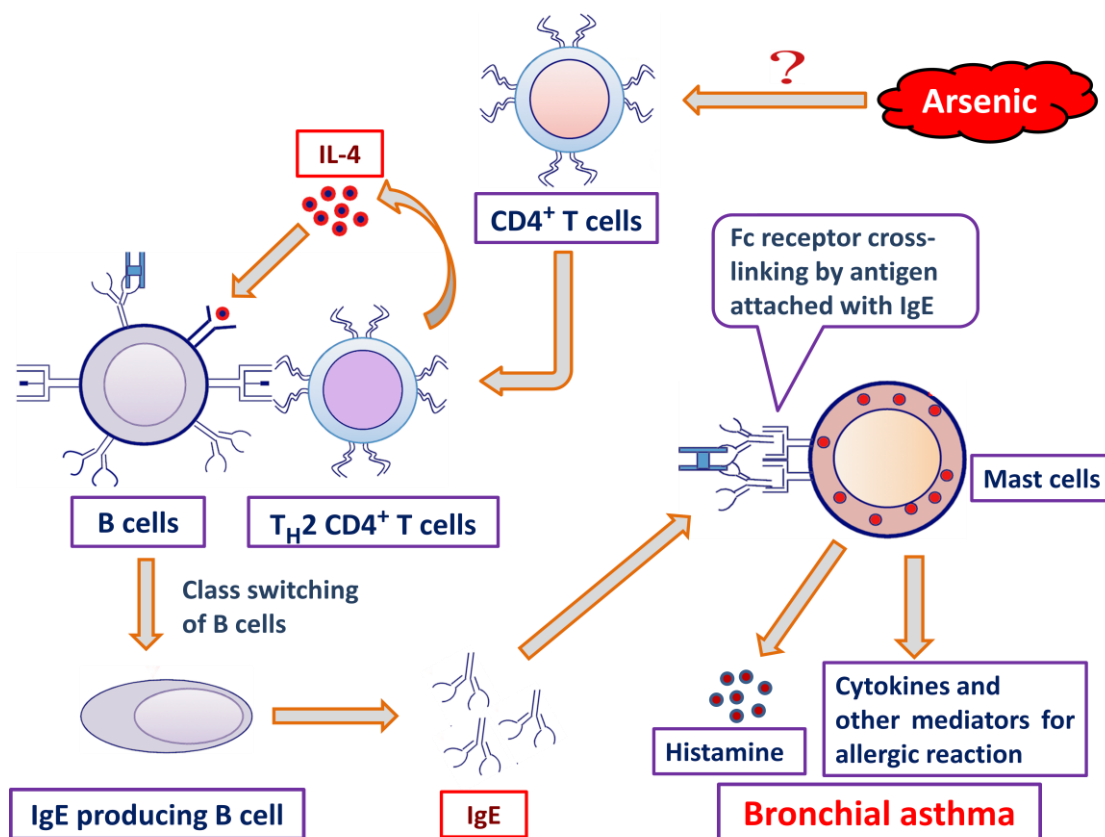 ?
Arsenic
IL-4
CD4⁺ T cells
Fc receptor cross-
linking by antigen
attached with IgE
Mast cells
B cells
T_H2 CD4⁺ T cells
Class switching
of B cells
Histamine
Cytokines and
other mediators for
allergic reaction
IgE producing B cell
IgE
Bronchial asthma